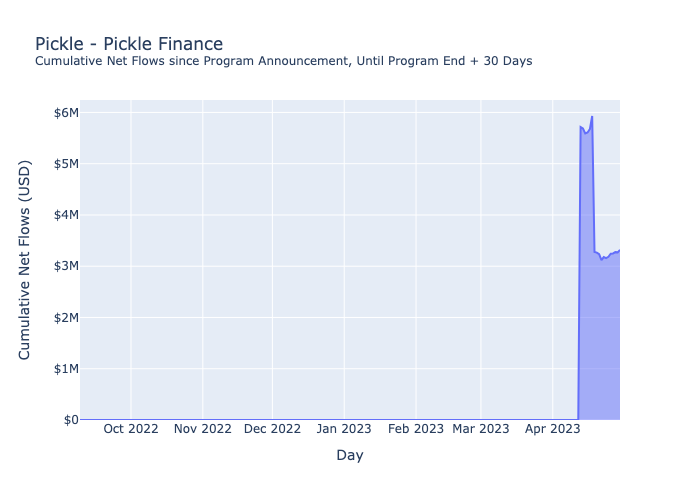 Pickle - Pickle Finance
Cumulative Net Flows since Program Announcement, Until Program End + 30 Days
Cumulative Net Flows (USD)
$6M
$5M
$4M
$3M
$2M
$1M
$0
Oct 2022 Nov 2022 Dec 2022 Jan 2023 Feb 2023 Mar 2023 Apr 2023
Day